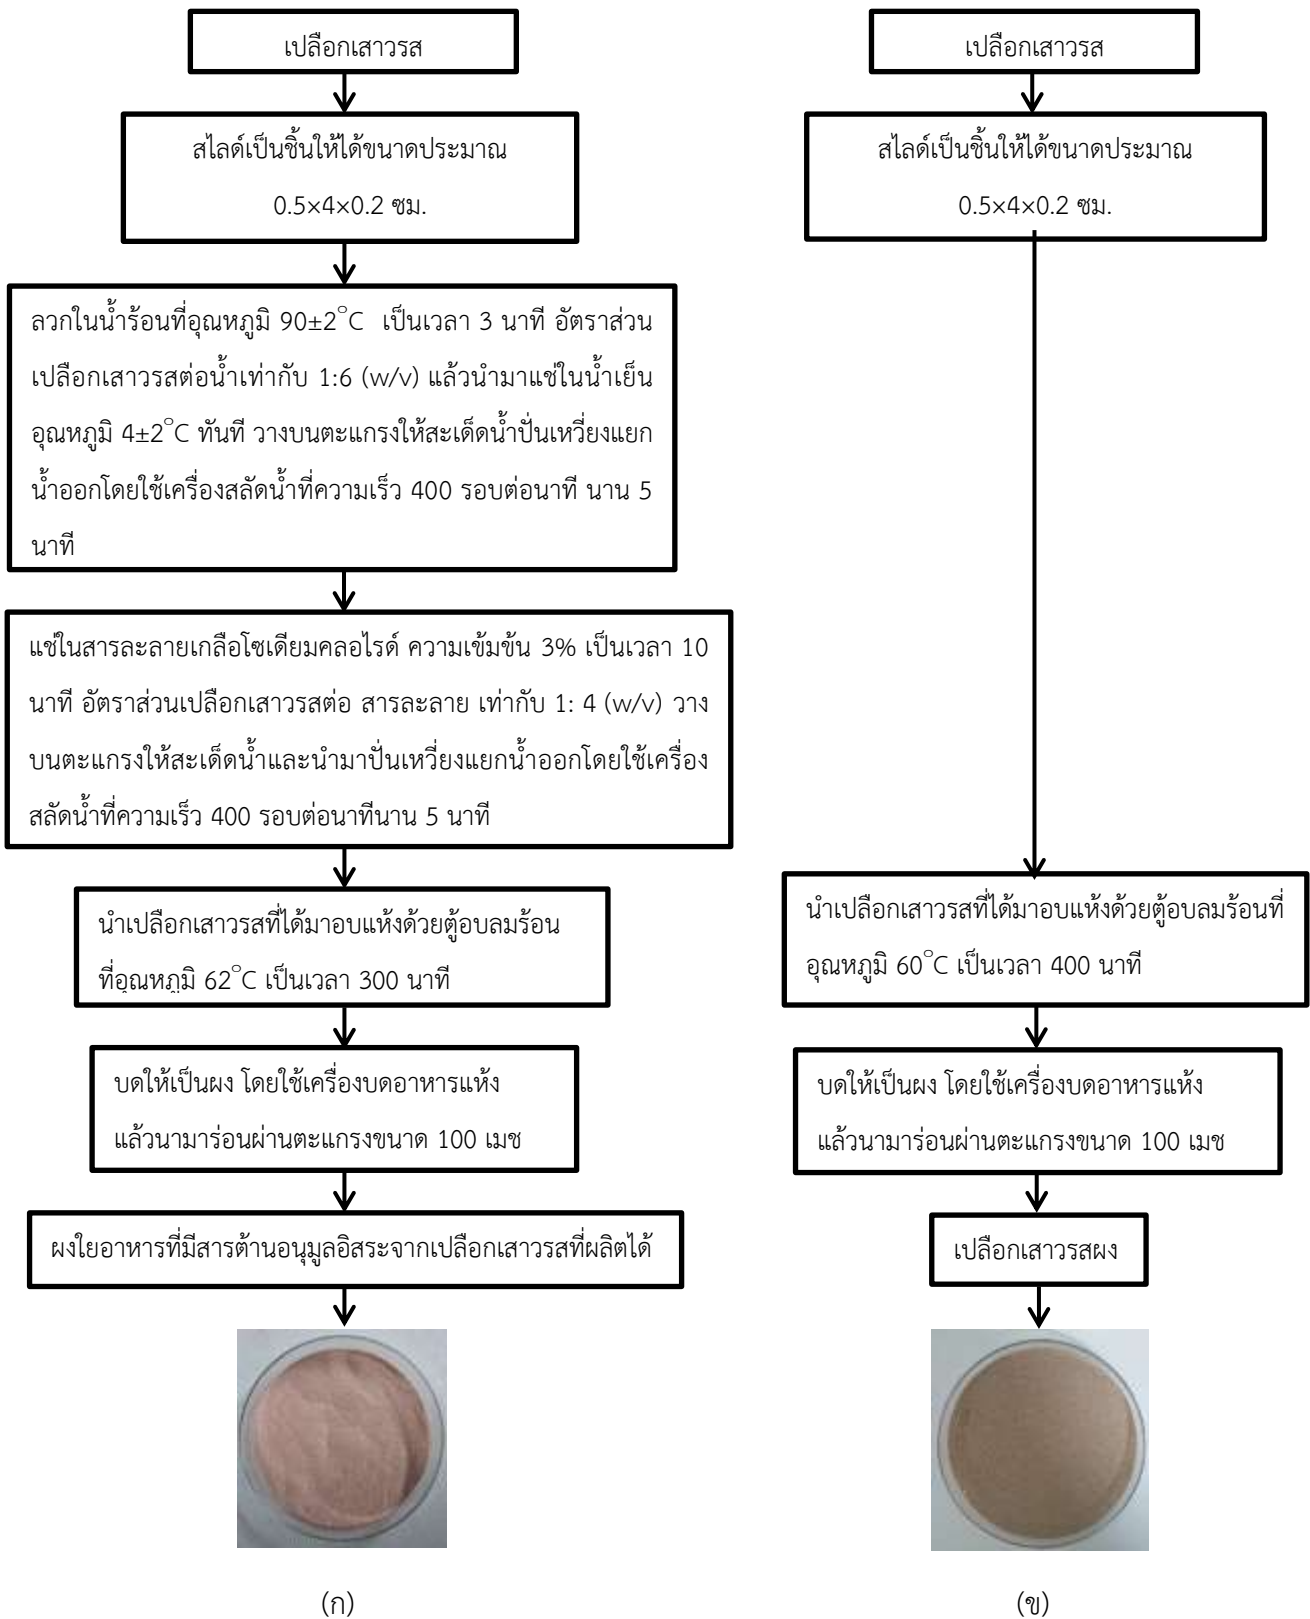 เปลือกเสาวรส
สไลด์เป็นชิ้นให้ได้ขนาดประมาณ
0.5×4×0.2 ซม.
ลวกในน้ำร้อนที่อุณหภูมิ 90±2°C เป็นเวลา 3 นาที อัตราส่วน
เปลือกเสาวรสต่อน้ำเท่ากับ 1:6 (w/v) แล้วนำมาแช่ในน้ำเย็น
อุณหภูมิ 4±2°C ทันที วางบนตะแกรงให้สะเด็ดน้ำปั่นเหวี่ยงแยก
น้ำออกโดยใช้เครื่องสลัดน้ำที่ความเร็ว 400 รอบต่อนาที นาน 5
นาที
แช่ในสารละลายเกลือโซเดียมคลอไรด์ ความเข้มข้น 3% เป็นเวลา 10
นาที อัตราส่วนเปลือกเสาวรสต่อ สารละลาย เท่ากับ 1: 4 (w/v) วาง
บนตะแกรงให้สะเด็ดน้ำและนำมาปั่นเหวี่ยงแยกน้ำออกโดยใช้เครื่อง
สลัดน้ำที่ความเร็ว 400 รอบต่อนาทีนาน 5 นาที
นำเปลือกเสาวรสที่ได้มาอบแห้งด้วยตู้อบลมร้อน
ที่อุณหภูมิ 62°C เป็นเวลา 300 นาที
บดให้เป็นผง โดยใช้เครื่องบดอาหารแห้ง
แล้วนามาร่อนผ่านตะแกรงขนาด 100 เมช
ผงใยอาหารที่มีสารต้านอนุมูลอิสระจากเปลือกเสาวรสที่ผลิตได้
(ก)
เปลือกเสาวรส
สไลด์เป็นชิ้นให้ได้ขนาดประมาณ
0.5×4×0.2 ซม.
นำเปลือกเสาวรสที่ได้มาอบแห้งด้วยตู้อบลมร้อนที่
อุณหภูมิ 60°C เป็นเวลา 400 นาที
บดให้เป็นผง โดยใช้เครื่องบดอาหารแห้ง
แล้วนามาร่อนผ่านตะแกรงขนาด 100 เมช
เปลือกเสาวรสผง
(ข)